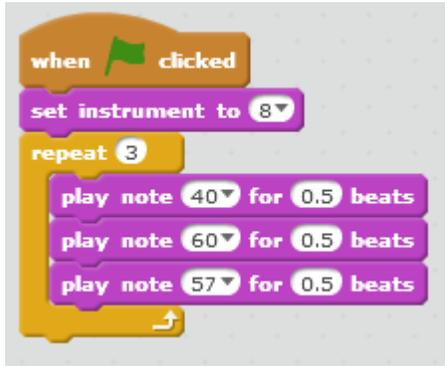 when clicked
set instrument to 8
repeat 3
play note 40 for 0.5 beats
play note 60 for 0.5 beats
play note 57 for 0.5 beats